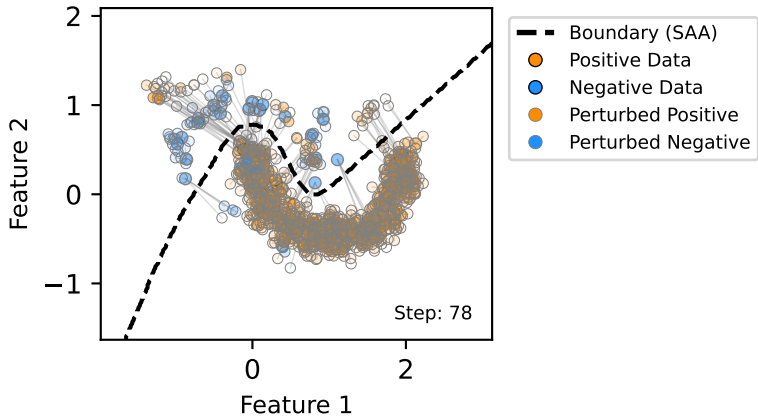 2
1
0
−1
Feature 2
0
2
Feature 1
Step: 78
Boundary (SAA)
Positive Data
Negative Data
Perturbed Positive
Perturbed Negative